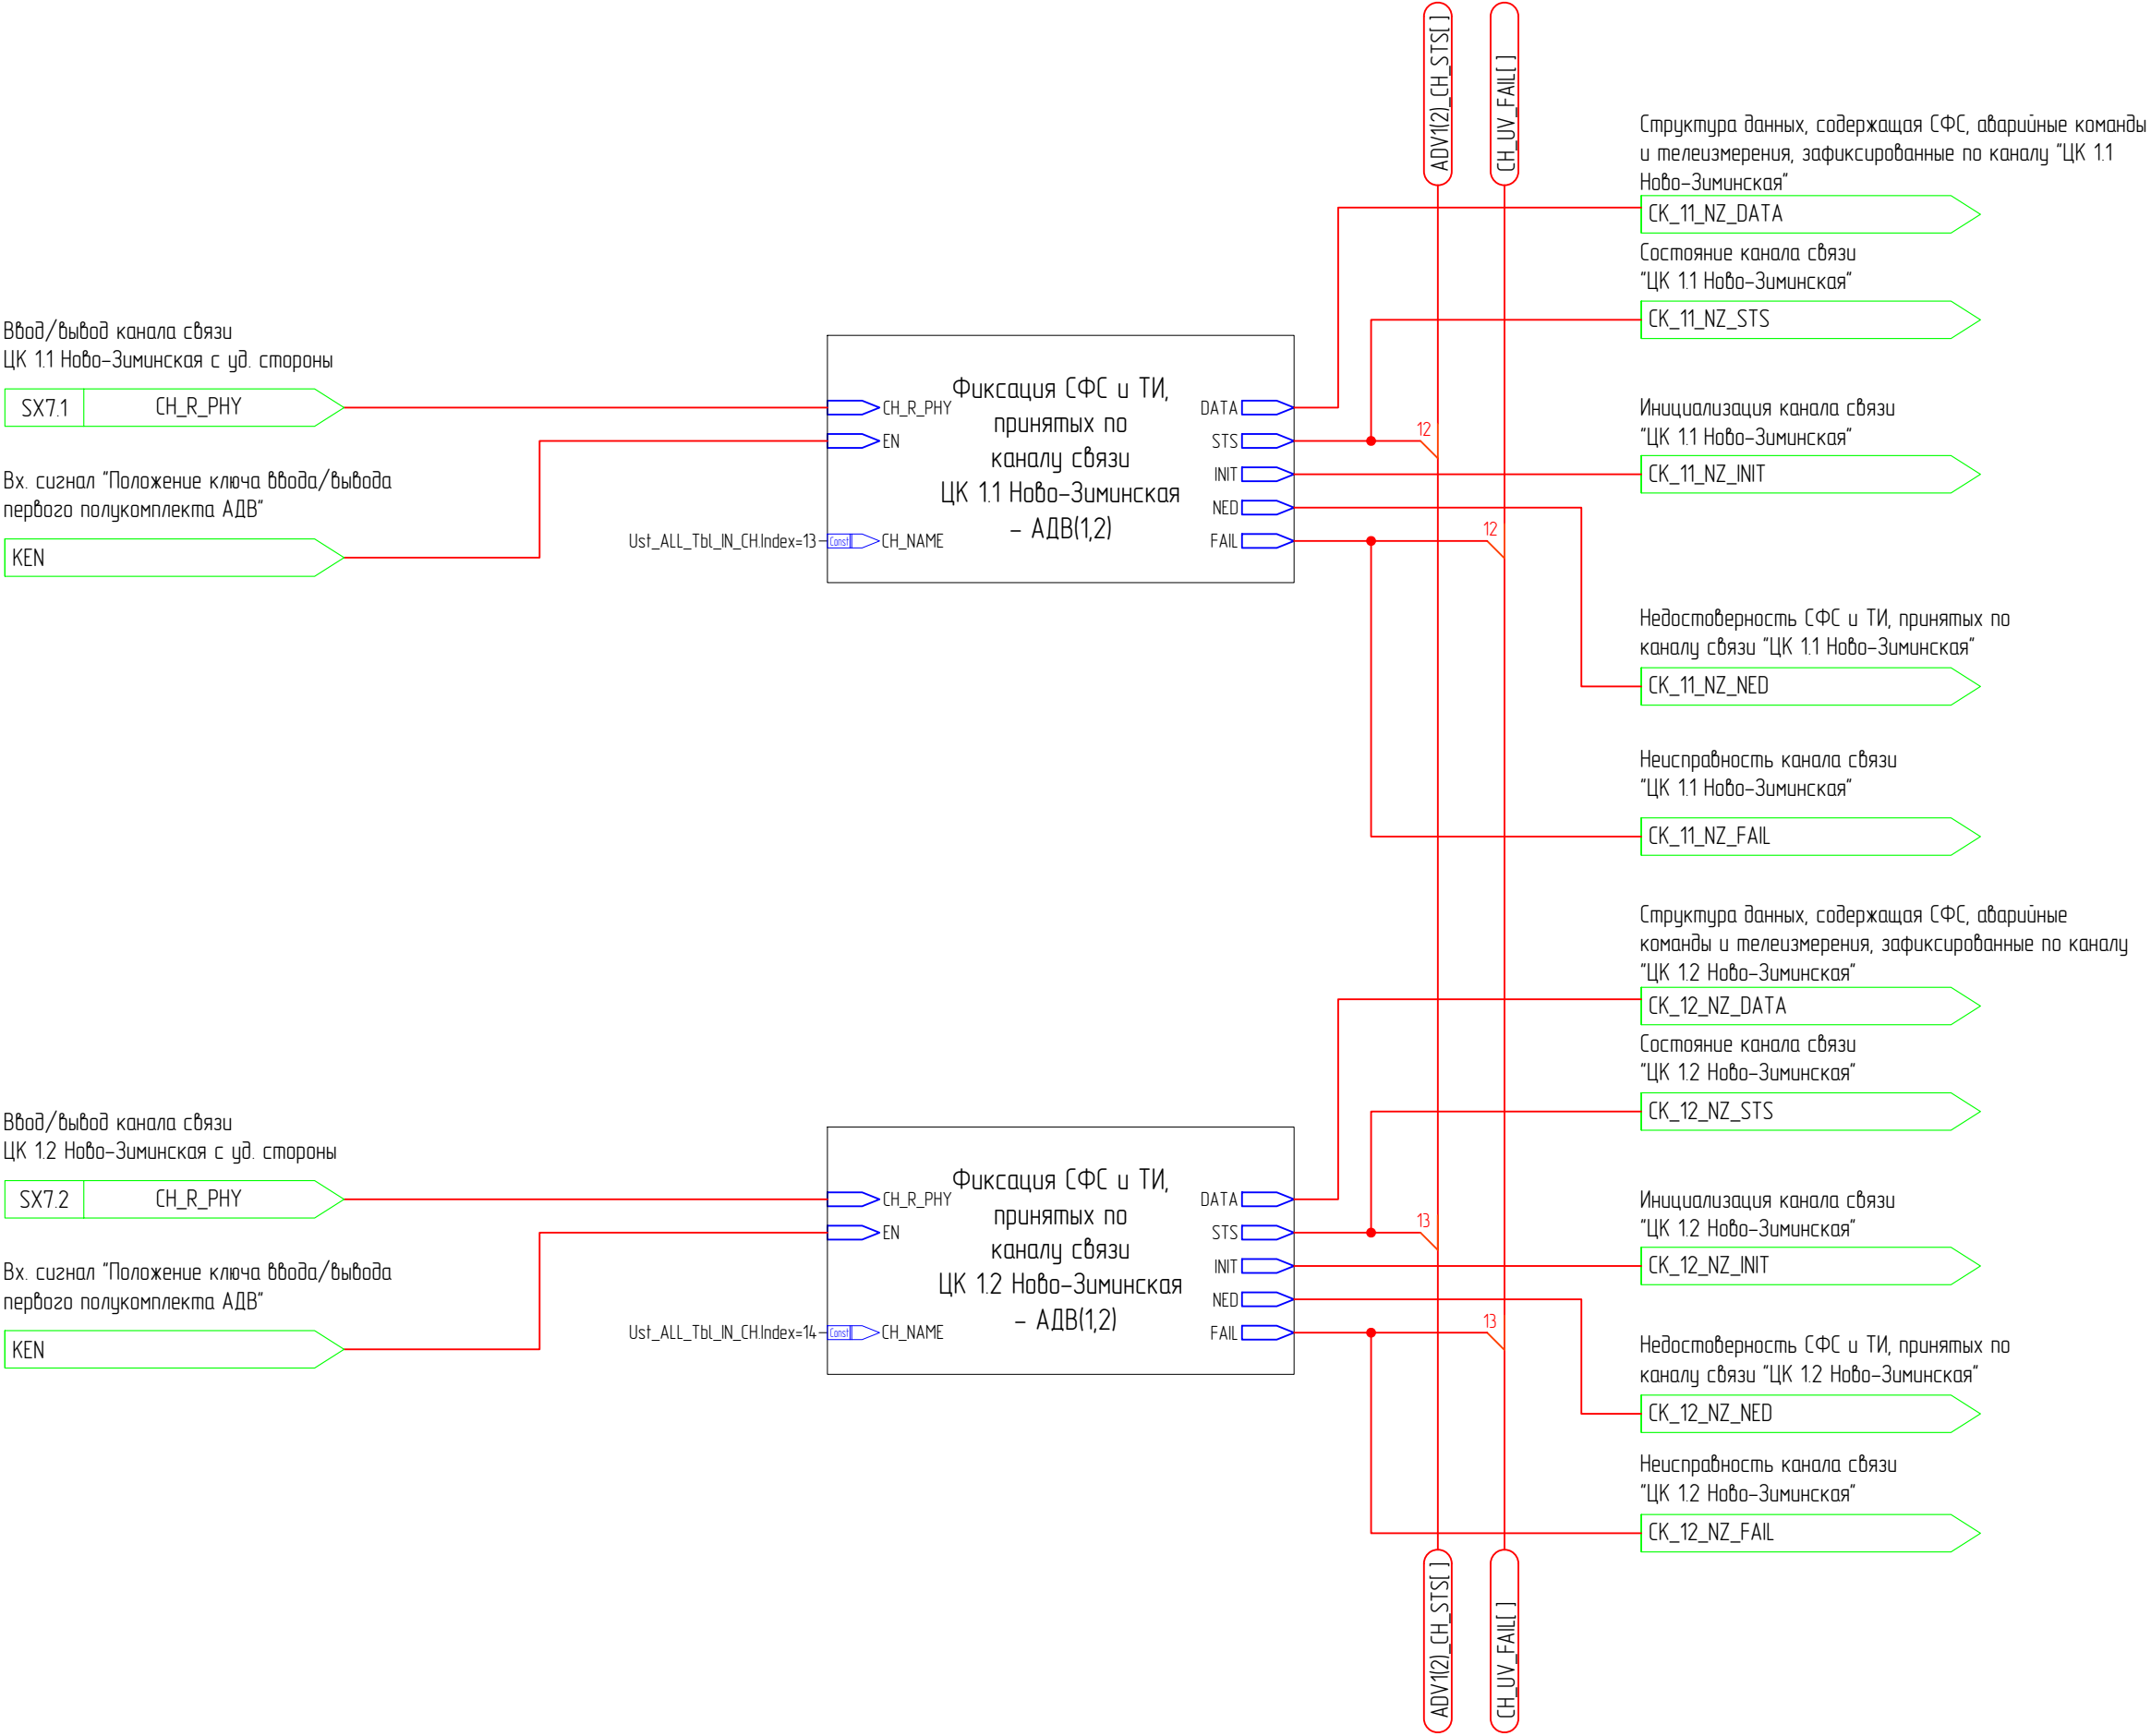 ADV1(2)_CH_STS[ ]
CH_UV_FAIL[ ]
Структура данных, содержащая СФС, аварийные команды
и телеизмерения, зафиксированные по каналу "ЦК 1.1
Ново-Зиминская"
CK_11_NZ_DATA
Состояние канала связи
"ЦК 1.1 Ново-Зиминская"
CK_11_NZ_STS
Ввод/вывод канала связи
ЦК 1.1 Ново-Зиминская с уд. стороны
SX7.1
CH_R_PHY
Вх. сигнал "Положение ключа ввода/вывода
первого полукомплекта АДВ"
KEN
Ust_ALL_Tbl_IN_CH.Index=13
Const
CH_R_PHY
EN
CH_NAME
Фиксация СФС и ТИ,
принятых по
каналу связи
ЦК 1.1 Ново-Зиминская
- АДВ(1,2)
DATA
STS
INIT
NED
FAIL
12
12
Инициализация канала связи
"ЦК 1.1 Ново-Зиминская"
CK_11_NZ_INIT
Недостоверность СФС и ТИ, принятых по
каналу связи "ЦК 1.1 Ново-Зиминская"
CK_11_NZ_NED
Неисправность канала связи
"ЦК 1.1 Ново-Зиминская"
CK_11_NZ_FAIL
Структура данных, содержащая СФС, аварийные
команды и телеизмерения, зафиксированные по каналу
"ЦК 1.2 Ново-Зиминская"
CK_12_NZ_DATA
Состояние канала связи
"ЦК 1.2 Ново-Зиминская"
CK_12_NZ_STS
Ввод/вывод канала связи
ЦК 1.2 Ново-Зиминская с уд. стороны
SX7.2
CH_R_PHY
Вх. сигнал "Положение ключа ввода/вывода
первого полукомплекта АДВ"
KEN
Ust_ALL_Tbl_IN_CH.Index=14
Const
CH_R_PHY
EN
CH_NAME
Фиксация СФС и ТИ,
принятых по
каналу связи
ЦК 1.2 Ново-Зиминская
- АДВ(1,2)
DATA
STS
INIT
NED
FAIL
13
13
Инициализация канала связи
"ЦК 1.2 Ново-Зиминская"
CK_12_NZ_INIT
Недостоверность СФС и ТИ, принятых по
каналу связи "ЦК 1.2 Ново-Зиминская"
CK_12_NZ_NED
Неисправность канала связи
"ЦК 1.2 Ново-Зиминская"
CK_12_NZ_FAIL
ADV1(2)_CH_STS[ ]
CH_UV_FAIL[ ]